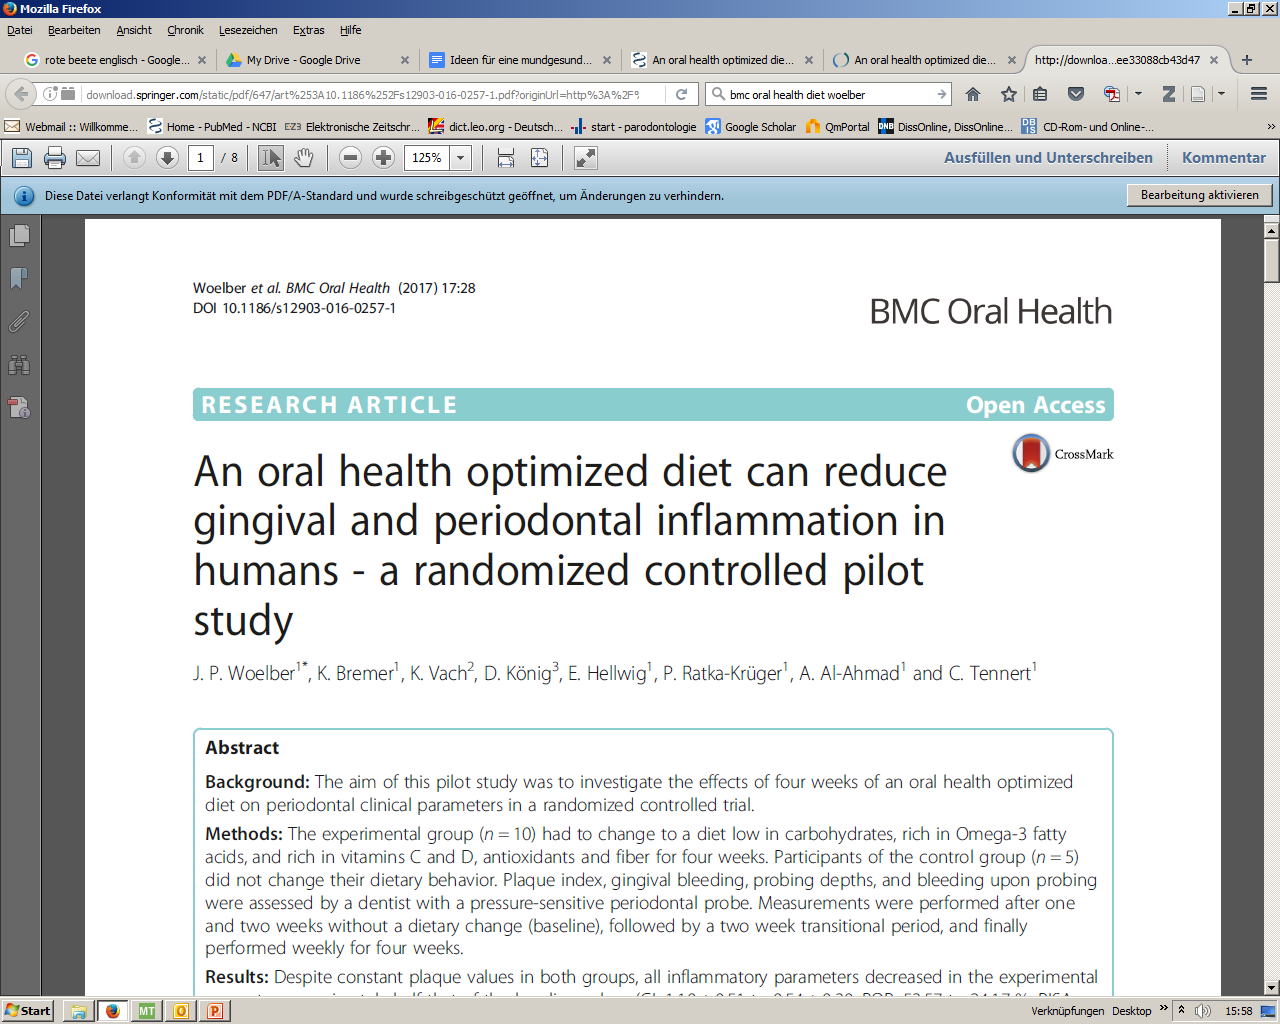 Mozilla Firefox
Datei Bearbeiten Ansicht Chronik Lesezeichen Extras Hilfe
rote beete englisch - Google... My Drive - Google Drive Ideen für eine mundgesund... An oral health optimized die... An oral health optimized die... http://downloa...ee33088cb43d47
download.springer.com/static/pdf/647/art%253A10.1186%252Fs12903-016-0257-1.pdf?originUrl=http%3A%2F% bmc oral health diet woelber
Webmail :: Willkomme... Home - PubMed - NCBI EZ3 Elektronische Zeitschr... dict.leo.org - Deutsch... start - parodontologie Google Scholar QmPortal DNB DissOnline, DissOnline... DBIS CD-Rom- und Online-...
1 / 8 125% Ausfüllen und Unterschreiben Kommentar
Diese Datei verlangt Konformität mit dem PDF/A-Standard und wurde schreibgeschützt geöffnet, um Änderungen zu verhindern. Bearbeitung aktivieren
Woelber et al. BMC Oral Health (2017) 17:28
DOI 10.1186/s12903-016-0257-1
BMC Oral Health
RESEARCH ARTICLE Open Access
CrossMark
An oral health optimized diet can reduce
gingival and periodontal inflammation in
humans - a randomized controlled pilot
study
J. P. Woelber1*, K. Bremer1, K. Vach2, D. König3, E. Hellwig1, P. Ratka-Krüger1, A. Al-Ahmad1 and C. Tennert1
Abstract
Background: The aim of this pilot study was to investigate the effects of four weeks of an oral health optimized
diet on periodontal clinical parameters in a randomized controlled trial.
Methods: The experimental group (n = 10) had to change to a diet low in carbohydrates, rich in Omega-3 fatty
acids, and rich in vitamins C and D, antioxidants and fiber for four weeks. Participants of the control group (n = 5)
did not change their dietary behavior. Plaque index, gingival bleeding, probing depths, and bleeding upon probing
were assessed by a dentist with a pressure-sensitive periodontal probe. Measurements were performed after one
and two weeks without a dietary change (baseline), followed by a two week transitional period, and finally
performed weekly for four weeks.
Results: Despite constant plaque values in both groups, all inflammatory parameters decreased in the experimental
Start MT Verknüpfungen Desktop 15:58